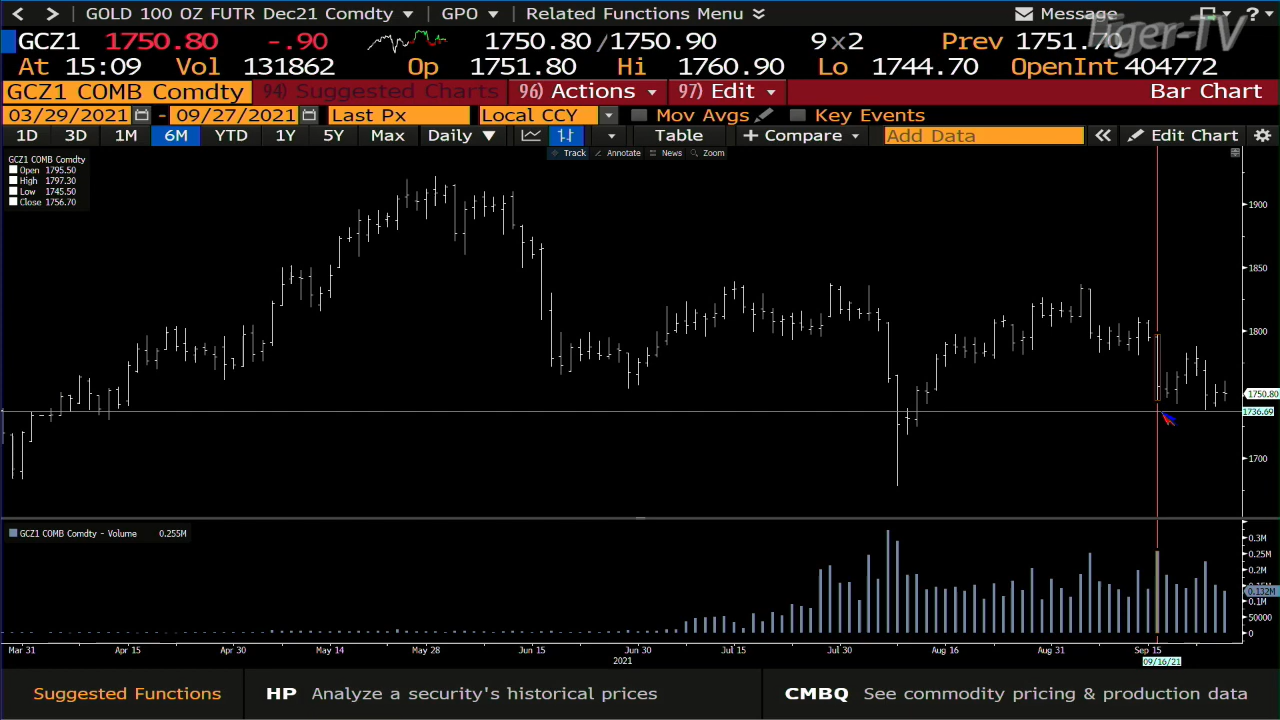 < > GOLD 100 OZ FUTR Dec21 Comdty GPO Related Functions Menu Message ?
GCZ1 1750.80 -.90 1750.80/1750.90 9x2 Prev 1751.70
At 15:09 Vol 131862 Op 1751.80 Hi 1760.90 Lo 1744.70 OpenInt 404772
GCZ1 COMB Comdty 94) Suggested Charts 96) Actions 97) Edit Bar Chart
03/29/2021 - 09/27/2021 Last Px Local CCY Mov Avgs Key Events
1D 3D 1M 6M YTD 1Y 5Y Max Daily Table + Compare Add Data « Edit Chart
Track Annotate News Zoom
GCZ1 COMB Comdty
Open 1795.50
High 1797.30
Low 1745.50
Close 1756.70
1900
1850
1800
1750.80
1736.69
1700
GCZ1 COMB Comdty - Volume 0.255M
0.3M
0.25M
0.2M
0.132M
0.1M
50000
0
Mar 31 Apr 15 Apr 30 May 14 May 28 Jun 15 Jun 30 Jul 15 Jul 30 Aug 16 Aug 31 Sep 15
2021 09/16/21
Suggested Functions HP Analyze a security's historical prices CMBQ See commodity pricing & production data